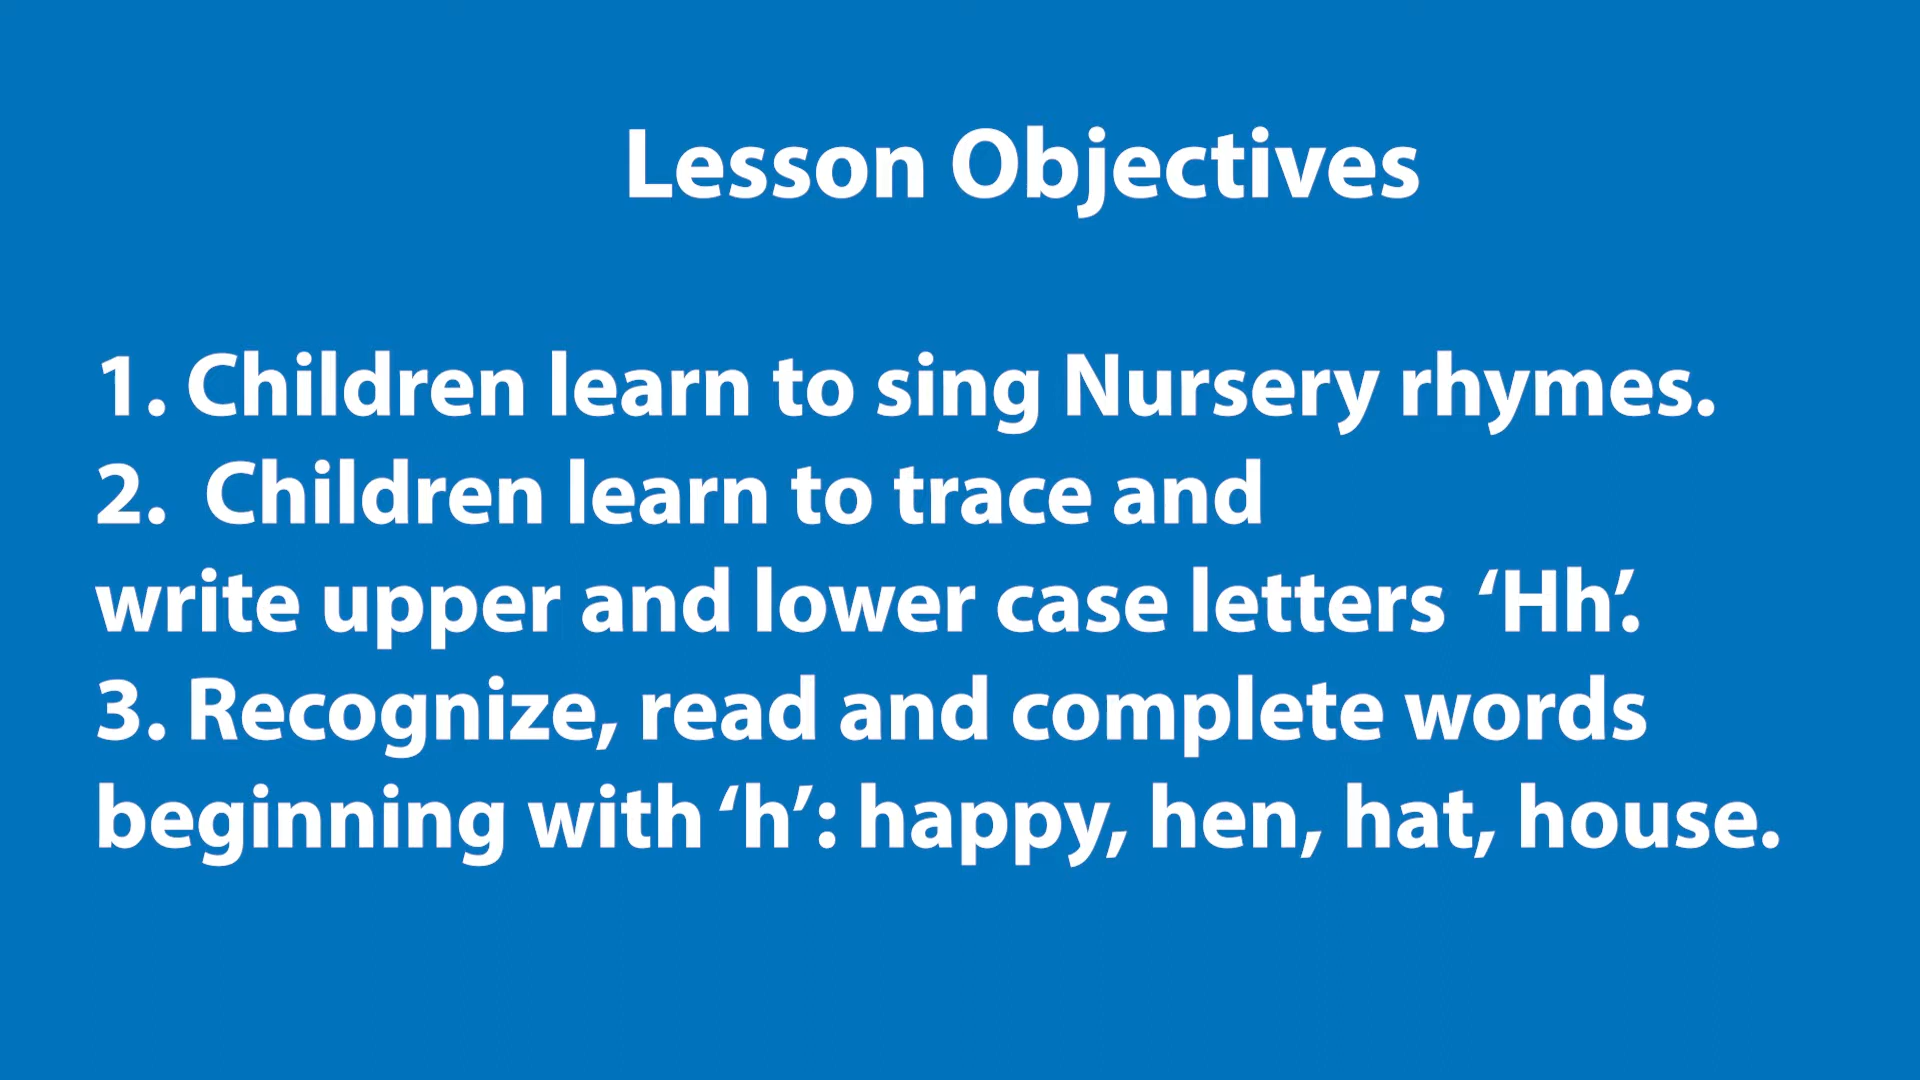 Lesson Objectives
1. Children learn to sing Nursery rhymes.
2.  Children learn to trace and
write upper and lower case letters  ‘Hh’.
3. Recognize, read and complete words
beginning with ‘h’: happy, hen, hat, house.